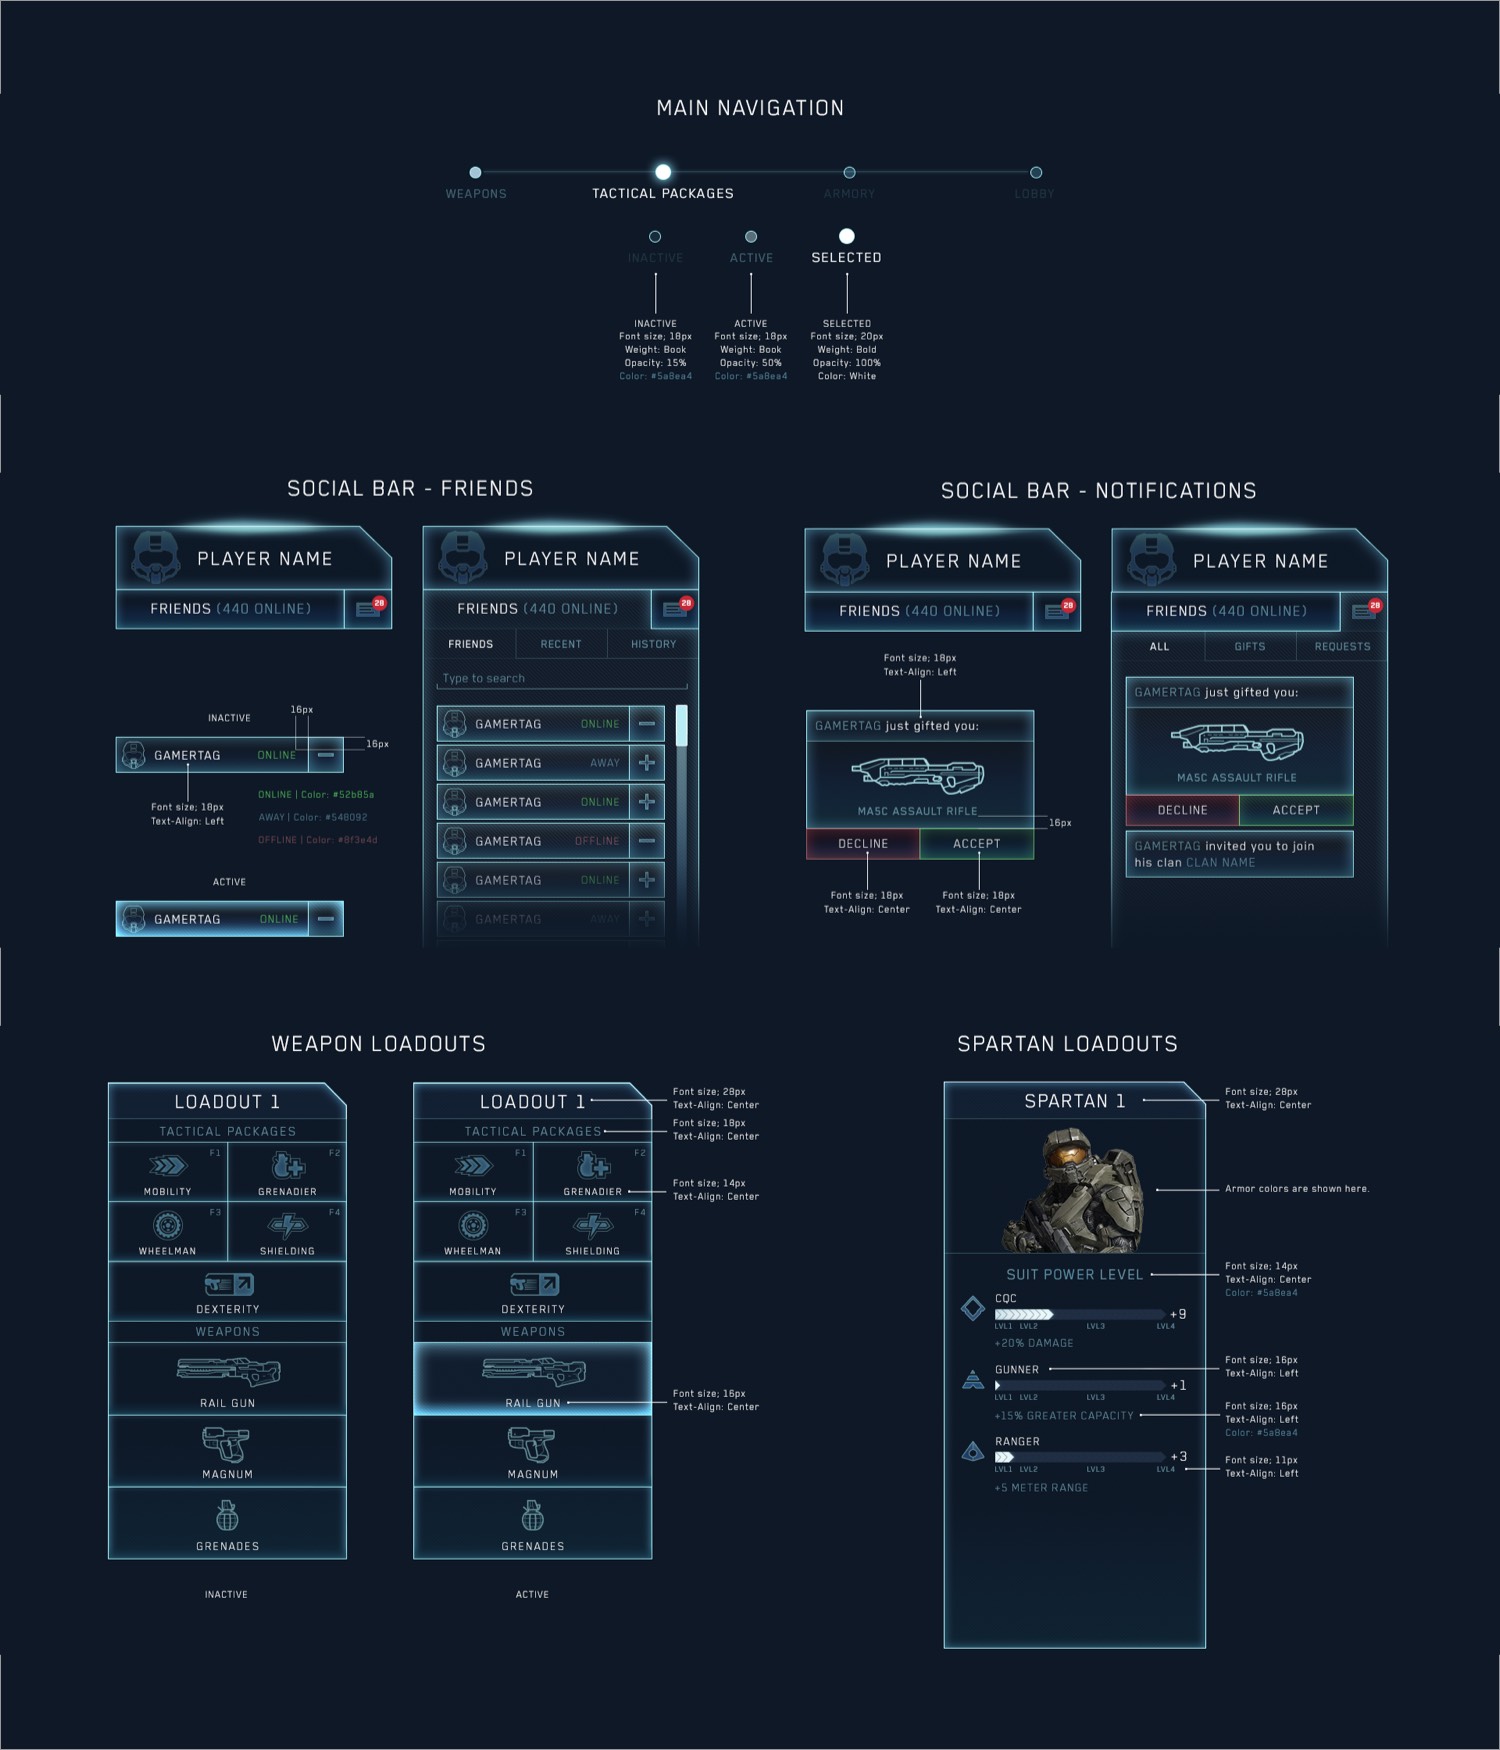 MAIN NAVIGATION
WEAPONS
TACTICAL PACKAGES
ARMORY
LOBBY
INACTIVE
ACTIVE
SELECTED
INACTIVE
Font size; 18px
Weight: Book
Opacity: 15%
Color: #5a8ea4
ACTIVE
Font size; 18px
Weight: Book
Opacity: 50%
Color: #5a8ea4
SELECTED
Font size; 20px
Weight: Bold
Opacity: 100%
Color: White
SOCIAL BAR - FRIENDS
PLAYER NAME
FRIENDS (440 ONLINE)
28
INACTIVE
16px
16px
GAMERTAG
ONLINE
Font size; 18px
Text-Align: Left
ONLINE | Color: #52b85a
AWAY | Color: #548092
OFFLINE | Color: #8f3e4d
ACTIVE
GAMERTAG
ONLINE
PLAYER NAME
FRIENDS (440 ONLINE)
28
FRIENDS
RECENT
HISTORY
Type to search
GAMERTAG ONLINE
GAMERTAG AWAY
GAMERTAG ONLINE
GAMERTAG OFFLINE
GAMERTAG ONLINE
GAMERTAG AWAY
SOCIAL BAR - NOTIFICATIONS
PLAYER NAME
FRIENDS (440 ONLINE)
28
Font size; 18px
Text-Align: Left
GAMERTAG just gifted you:
MA5C ASSAULT RIFLE
16px
DECLINE
ACCEPT
Font size; 18px
Text-Align: Center
Font size; 18px
Text-Align: Center
PLAYER NAME
FRIENDS (440 ONLINE)
28
ALL
GIFTS
REQUESTS
GAMERTAG just gifted you:
MA5C ASSAULT RIFLE
DECLINE
ACCEPT
GAMERTAG invited you to join
his clan CLAN NAME
WEAPON LOADOUTS
LOADOUT 1
TACTICAL PACKAGES
F1
MOBILITY
F2
GRENADIER
F3
WHEELMAN
F4
SHIELDING
DEXTERITY
WEAPONS
RAIL GUN
MAGNUM
GRENADES
INACTIVE
LOADOUT 1
TACTICAL PACKAGES
F1
MOBILITY
F2
GRENADIER
F3
WHEELMAN
F4
SHIELDING
DEXTERITY
WEAPONS
RAIL GUN
MAGNUM
GRENADES
ACTIVE
Font size; 28px
Text-Align: Center
Font size; 18px
Text-Align: Center
Font size; 14px
Text-Align: Center
Font size; 16px
Text-Align: Center
SPARTAN LOADOUTS
SPARTAN 1
SUIT POWER LEVEL
CQC
+9
LVL1 LVL2 LVL3 LVL4
+20% DAMAGE
GUNNER
+1
LVL1 LVL2 LVL3 LVL4
+15% GREATER CAPACITY
RANGER
+3
LVL1 LVL2 LVL3 LVL4
+5 METER RANGE
Font size; 28px
Text-Align: Center
Armor colors are shown here.
Font size; 14px
Text-Align: Center
Color: #5a8ea4
Font size; 16px
Text-Align: Left
Font size; 16px
Text-Align: Left
Color: #5a8ea4
Font size; 11px
Text-Align: Left